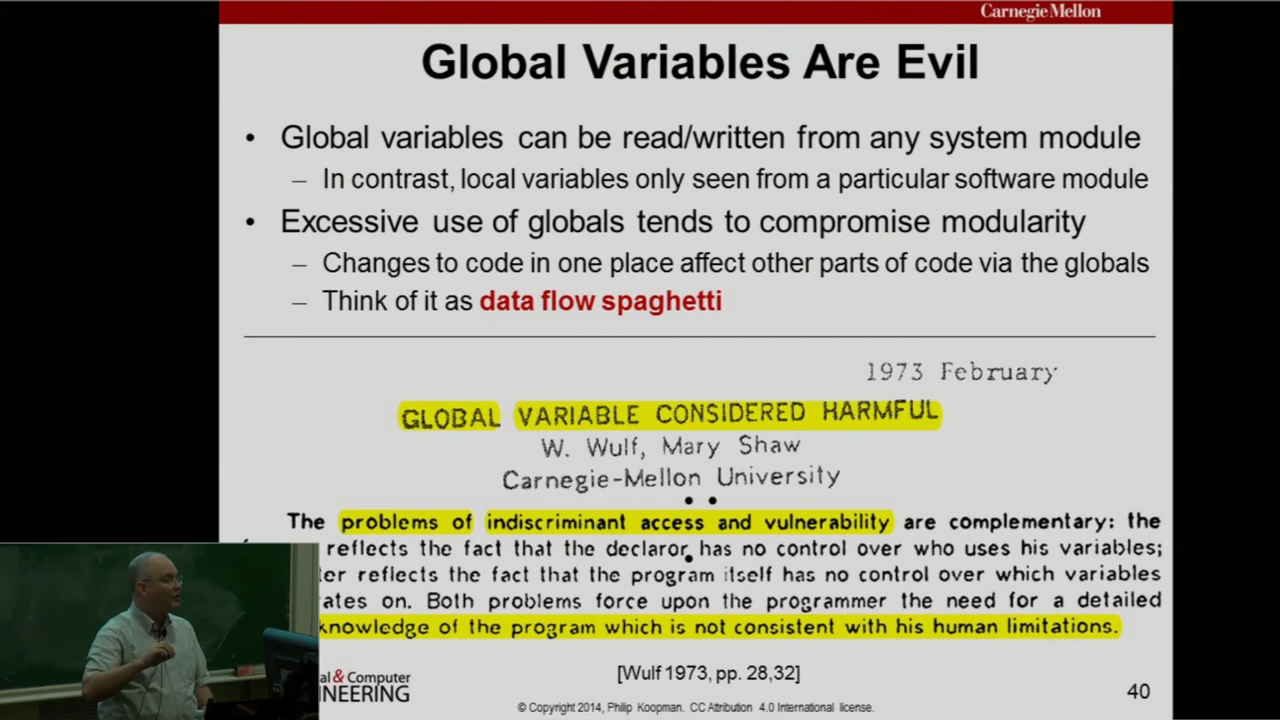 Carnegie Mellon
Global Variables Are Evil
• Global variables can be read/written from any system module
– In contrast, local variables only seen from a particular software module
• Excessive use of globals tends to compromise modularity
– Changes to code in one place affect other parts of code via the globals
– Think of it as data flow spaghetti
1973 February
GLOBAL VARIABLE CONSIDERED HARMFUL
W. Wulf, Mary Shaw
Carnegie-Mellon University
The problems of indiscriminant access and vulnerability are complementary: the
reflects the fact that the declaror has no control over who uses his variables;
reflects the fact that the program itself has no control over which variables
on. Both problems force upon the programmer the need for a detailed
knowledge of the program which is not consistent with his human limitations.
[Wulf 1973, pp. 28,32]
& Computer
© Copyright 2014, Philip Koopman. CC Attribution 4.0 International license.
40